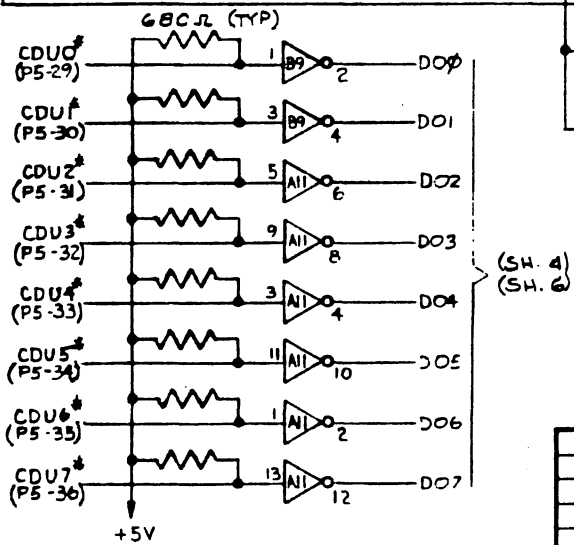 68CΩ (TYP)
CDU0* 1 B9 2 DOØ
(P5-29)
CDU1* 3 B9 4 DO1
(P5-30)
CDU2* 5 A11 6 DO2
(P5-31)
CDU3* 9 A11 8 DO3
(P5-32)
(SH. 4)
(SH. 6)
CDU4* 3 A11 4 DO4
(P5-33)
CDU5* 11 A11 10 DO5
(P5-34)
CDU6* 1 A11 2 DO6
(P5-35)
CDU7* 13 A11 12 DO7
(P5-36)
+5V